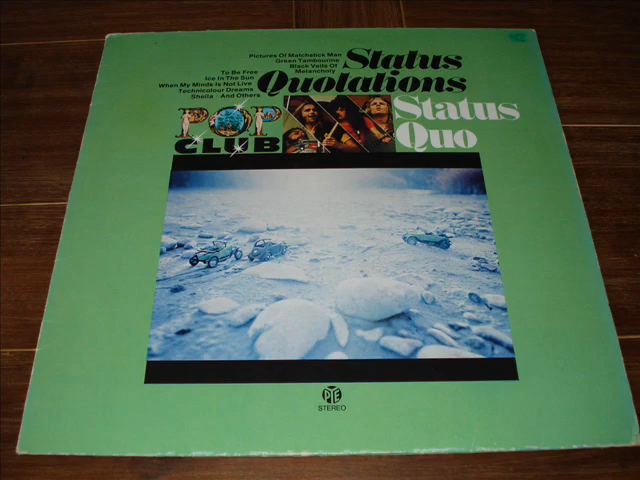 Pictures Of Matchstick Men
Green Tambourine
Black Veils Of
Melancholy
To Be Free
Ice In The Sun
When My Minds Is Not Live
Technicolour Dreams
Sheila · And Others
Status
Quotations
POP
CLUB
Status
Quo
PYE
STEREO